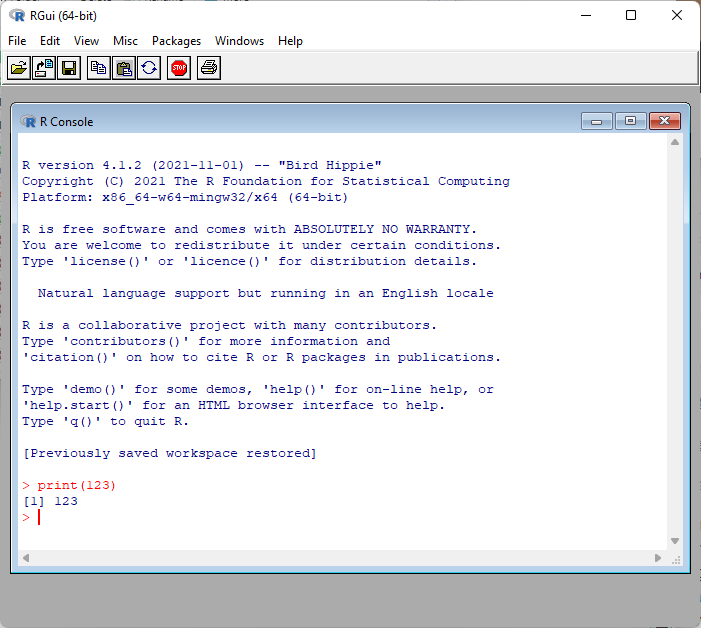 RGui (64-bit)
File Edit View Misc Packages Windows Help
STOP
R Console
R version 4.1.2 (2021-11-01) -- "Bird Hippie"
Copyright (C) 2021 The R Foundation for Statistical Computing
Platform: x86_64-w64-mingw32/x64 (64-bit)
R is free software and comes with ABSOLUTELY NO WARRANTY.
You are welcome to redistribute it under certain conditions.
Type 'license()' or 'licence()' for distribution details.
Natural language support but running in an English locale
R is a collaborative project with many contributors.
Type 'contributors()' for more information and
'citation()' on how to cite R or R packages in publications.
Type 'demo()' for some demos, 'help()' for on-line help, or
'help.start()' for an HTML browser interface to help.
Type 'q()' to quit R.
[Previously saved workspace restored]
> print(123)
[1] 123
>